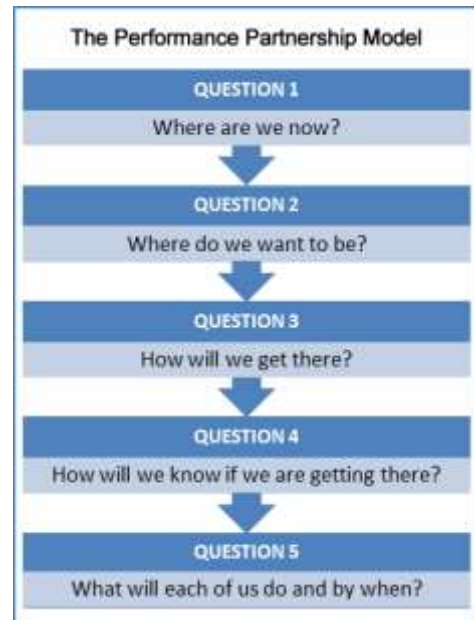 The Performance Partnership Model
QUESTION 1
Where are we now?
QUESTION 2
Where do we want to be?
QUESTION 3
How will we get there?
QUESTION 4
How will we know if we are getting there?
QUESTION 5
What will each of us do and by when?